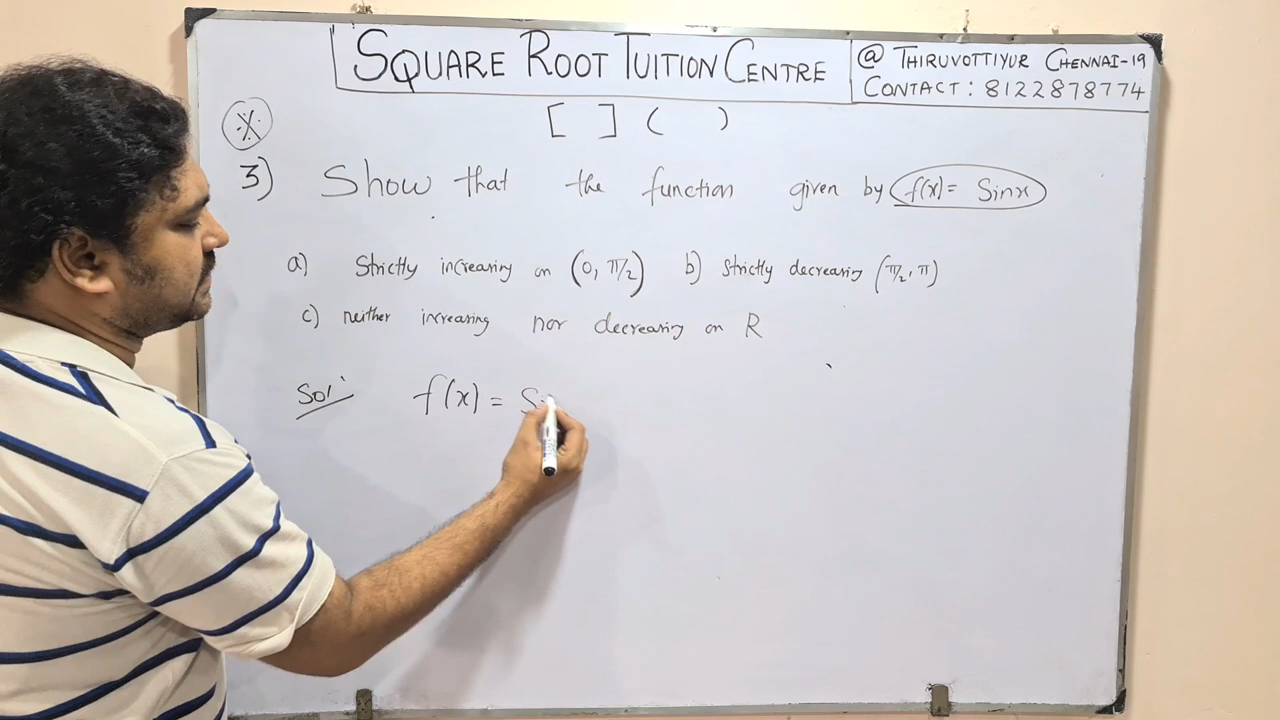 SQUARE ROOT TUITION CENTRE
@ THIRUVOTTIYUR CHENNAI-19
CONTACT : 8122878774
[ ] ( )
3) Show that the function given by f(x) = Sinx
a) Strictly increasing on (0, π/2) b) Strictly decreasing (π/2, π)
c) neither increasing nor decreasing on R
Sol: f(x) = Si